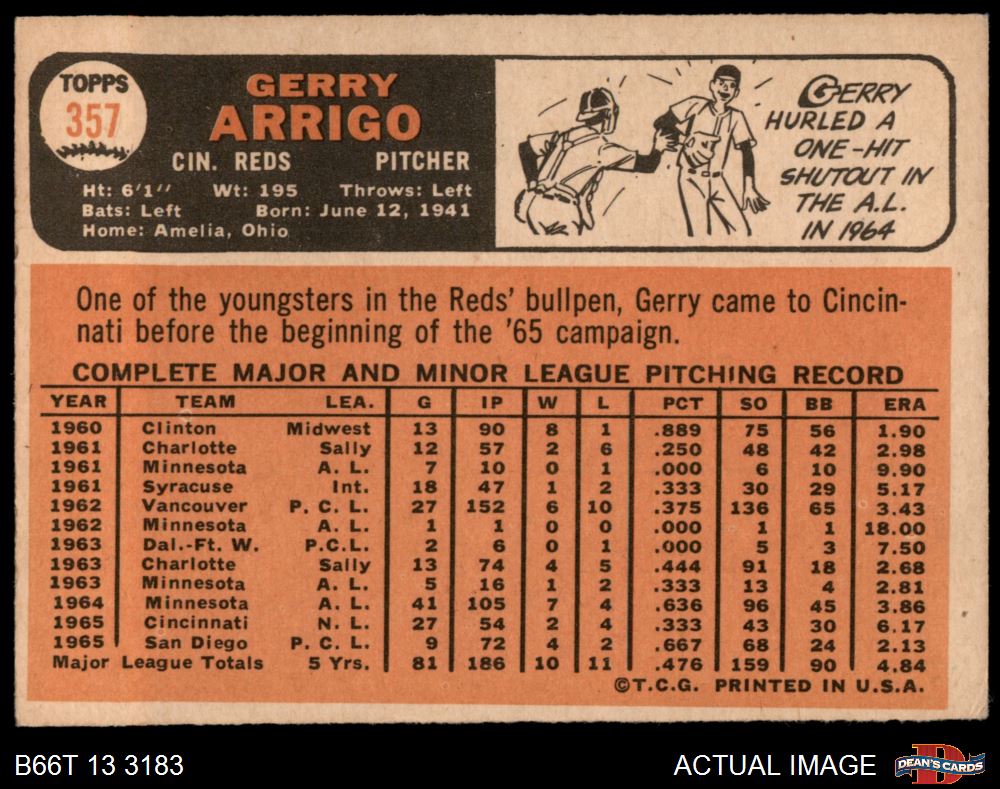 TOPPS
357
GERRY
ARRIGO
CIN. REDS PITCHER
Ht: 6'1" Wt: 195 Throws: Left
Bats: Left Born: June 12, 1941
Home: Amelia, Ohio
GERRY
HURLED A
ONE-HIT
SHUTOUT IN
THE A.L.
IN 1964
One of the youngsters in the Reds' bullpen, Gerry came to Cincin-
nati before the beginning of the '65 campaign.
COMPLETE MAJOR AND MINOR LEAGUE PITCHING RECORD
YEAR TEAM LEA. G IP W L PCT SO BB ERA
1960 Clinton Midwest 13 90 8 1 .889 75 56 1.90
1961 Charlotte Sally 12 57 2 6 .250 48 42 2.98
1961 Minnesota A. L. 7 10 0 1 .000 6 10 9.90
1961 Syracuse Int. 18 47 1 2 .333 30 29 5.17
1962 Vancouver P. C. L. 27 152 6 10 .375 136 65 3.43
1962 Minnesota A. L. 1 1 0 0 .000 1 1 18.00
1963 Dal.-Ft. W. P.C.L. 2 6 0 1 .000 5 3 7.50
1963 Charlotte Sally 13 74 4 5 .444 91 18 2.68
1963 Minnesota A. L. 5 16 1 2 .333 13 4 2.81
1964 Minnesota A. L. 41 105 7 4 .636 96 45 3.86
1965 Cincinnati N. L. 27 54 2 4 .333 43 30 6.17
1965 San Diego P. C. L. 9 72 4 2 .667 68 24 2.13
Major League Totals 5 Yrs. 81 186 10 11 .476 159 90 4.84
©T.C.G. PRINTED IN U.S.A.
B66T 13 3183 ACTUAL IMAGE
D
DEAN'S CARDS